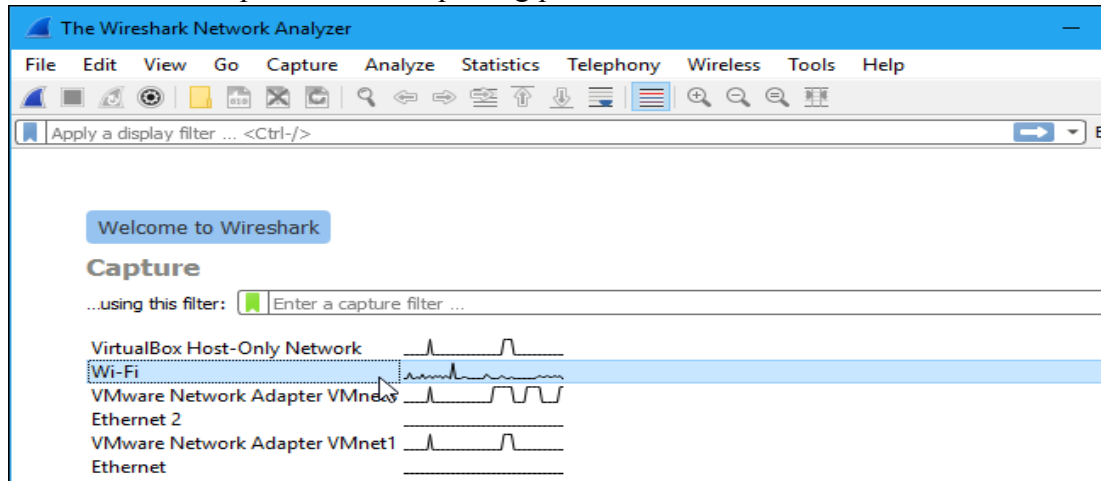 The Wireshark Network Analyzer
File Edit View Go Capture Analyze Statistics Telephony Wireless Tools Help
Apply a display filter ... <Ctrl-/>
Welcome to Wireshark
Capture
...using this filter: Enter a capture filter ...
VirtualBox Host-Only Network
Wi-Fi
VMware Network Adapter
Ethernet 2
VMware Network Adapter VMnet1
Ethernet